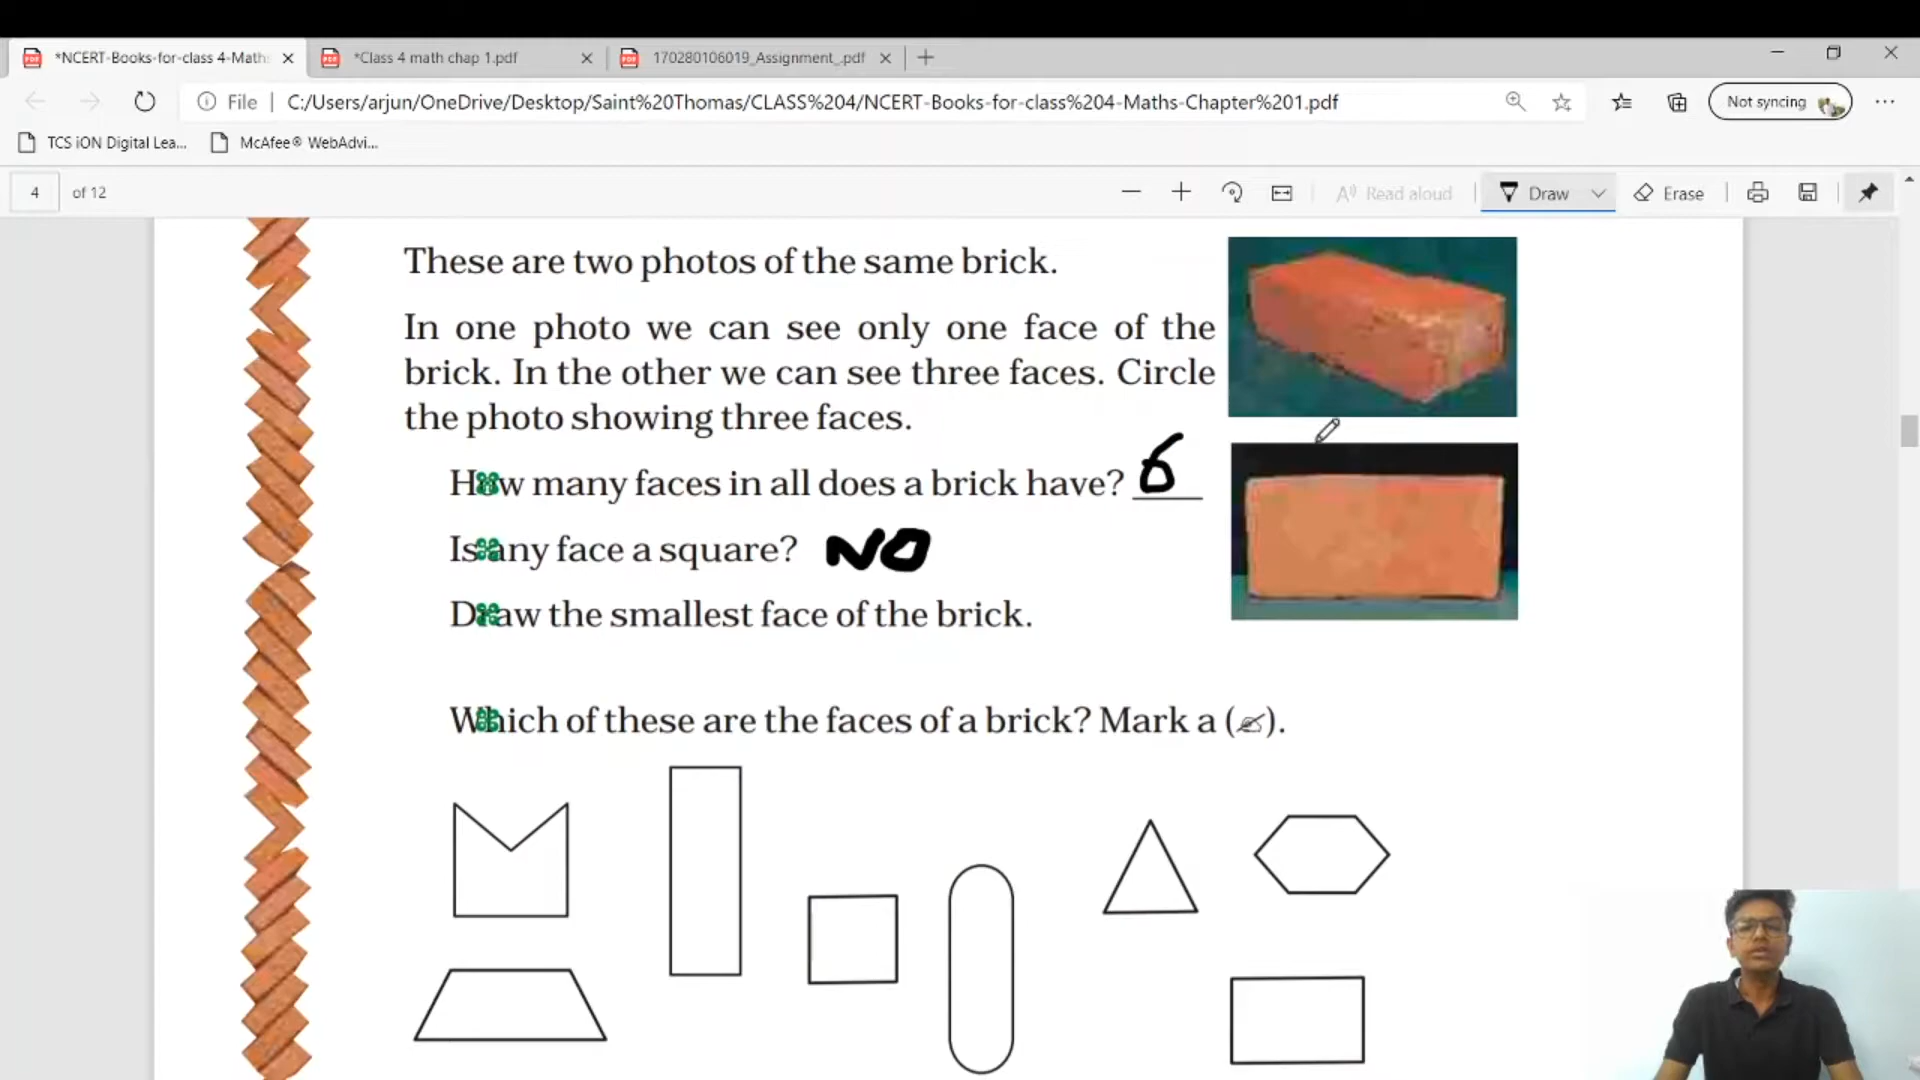 *NCERT-Books-for-class 4-Maths
*Class 4 math chap 1.pdf
170280106019_Assignment_.pdf
File
C:/Users/arjun/OneDrive/Desktop/Saint%20Thomas/CLASS%204/NCERT-Books-for-class%204-Maths-Chapter%201.pdf
Not syncing
TCS iON Digital Lea...
McAfee® WebAdvi...
4 of 12
Read aloud
Draw
Erase
These are two photos of the same brick.
In one photo we can see only one face of the
brick. In the other we can see three faces. Circle
the photo showing three faces.
How many faces in all does a brick have? 6
Is any face a square? NO
Draw the smallest face of the brick.
Which of these are the faces of a brick? Mark a (✍).